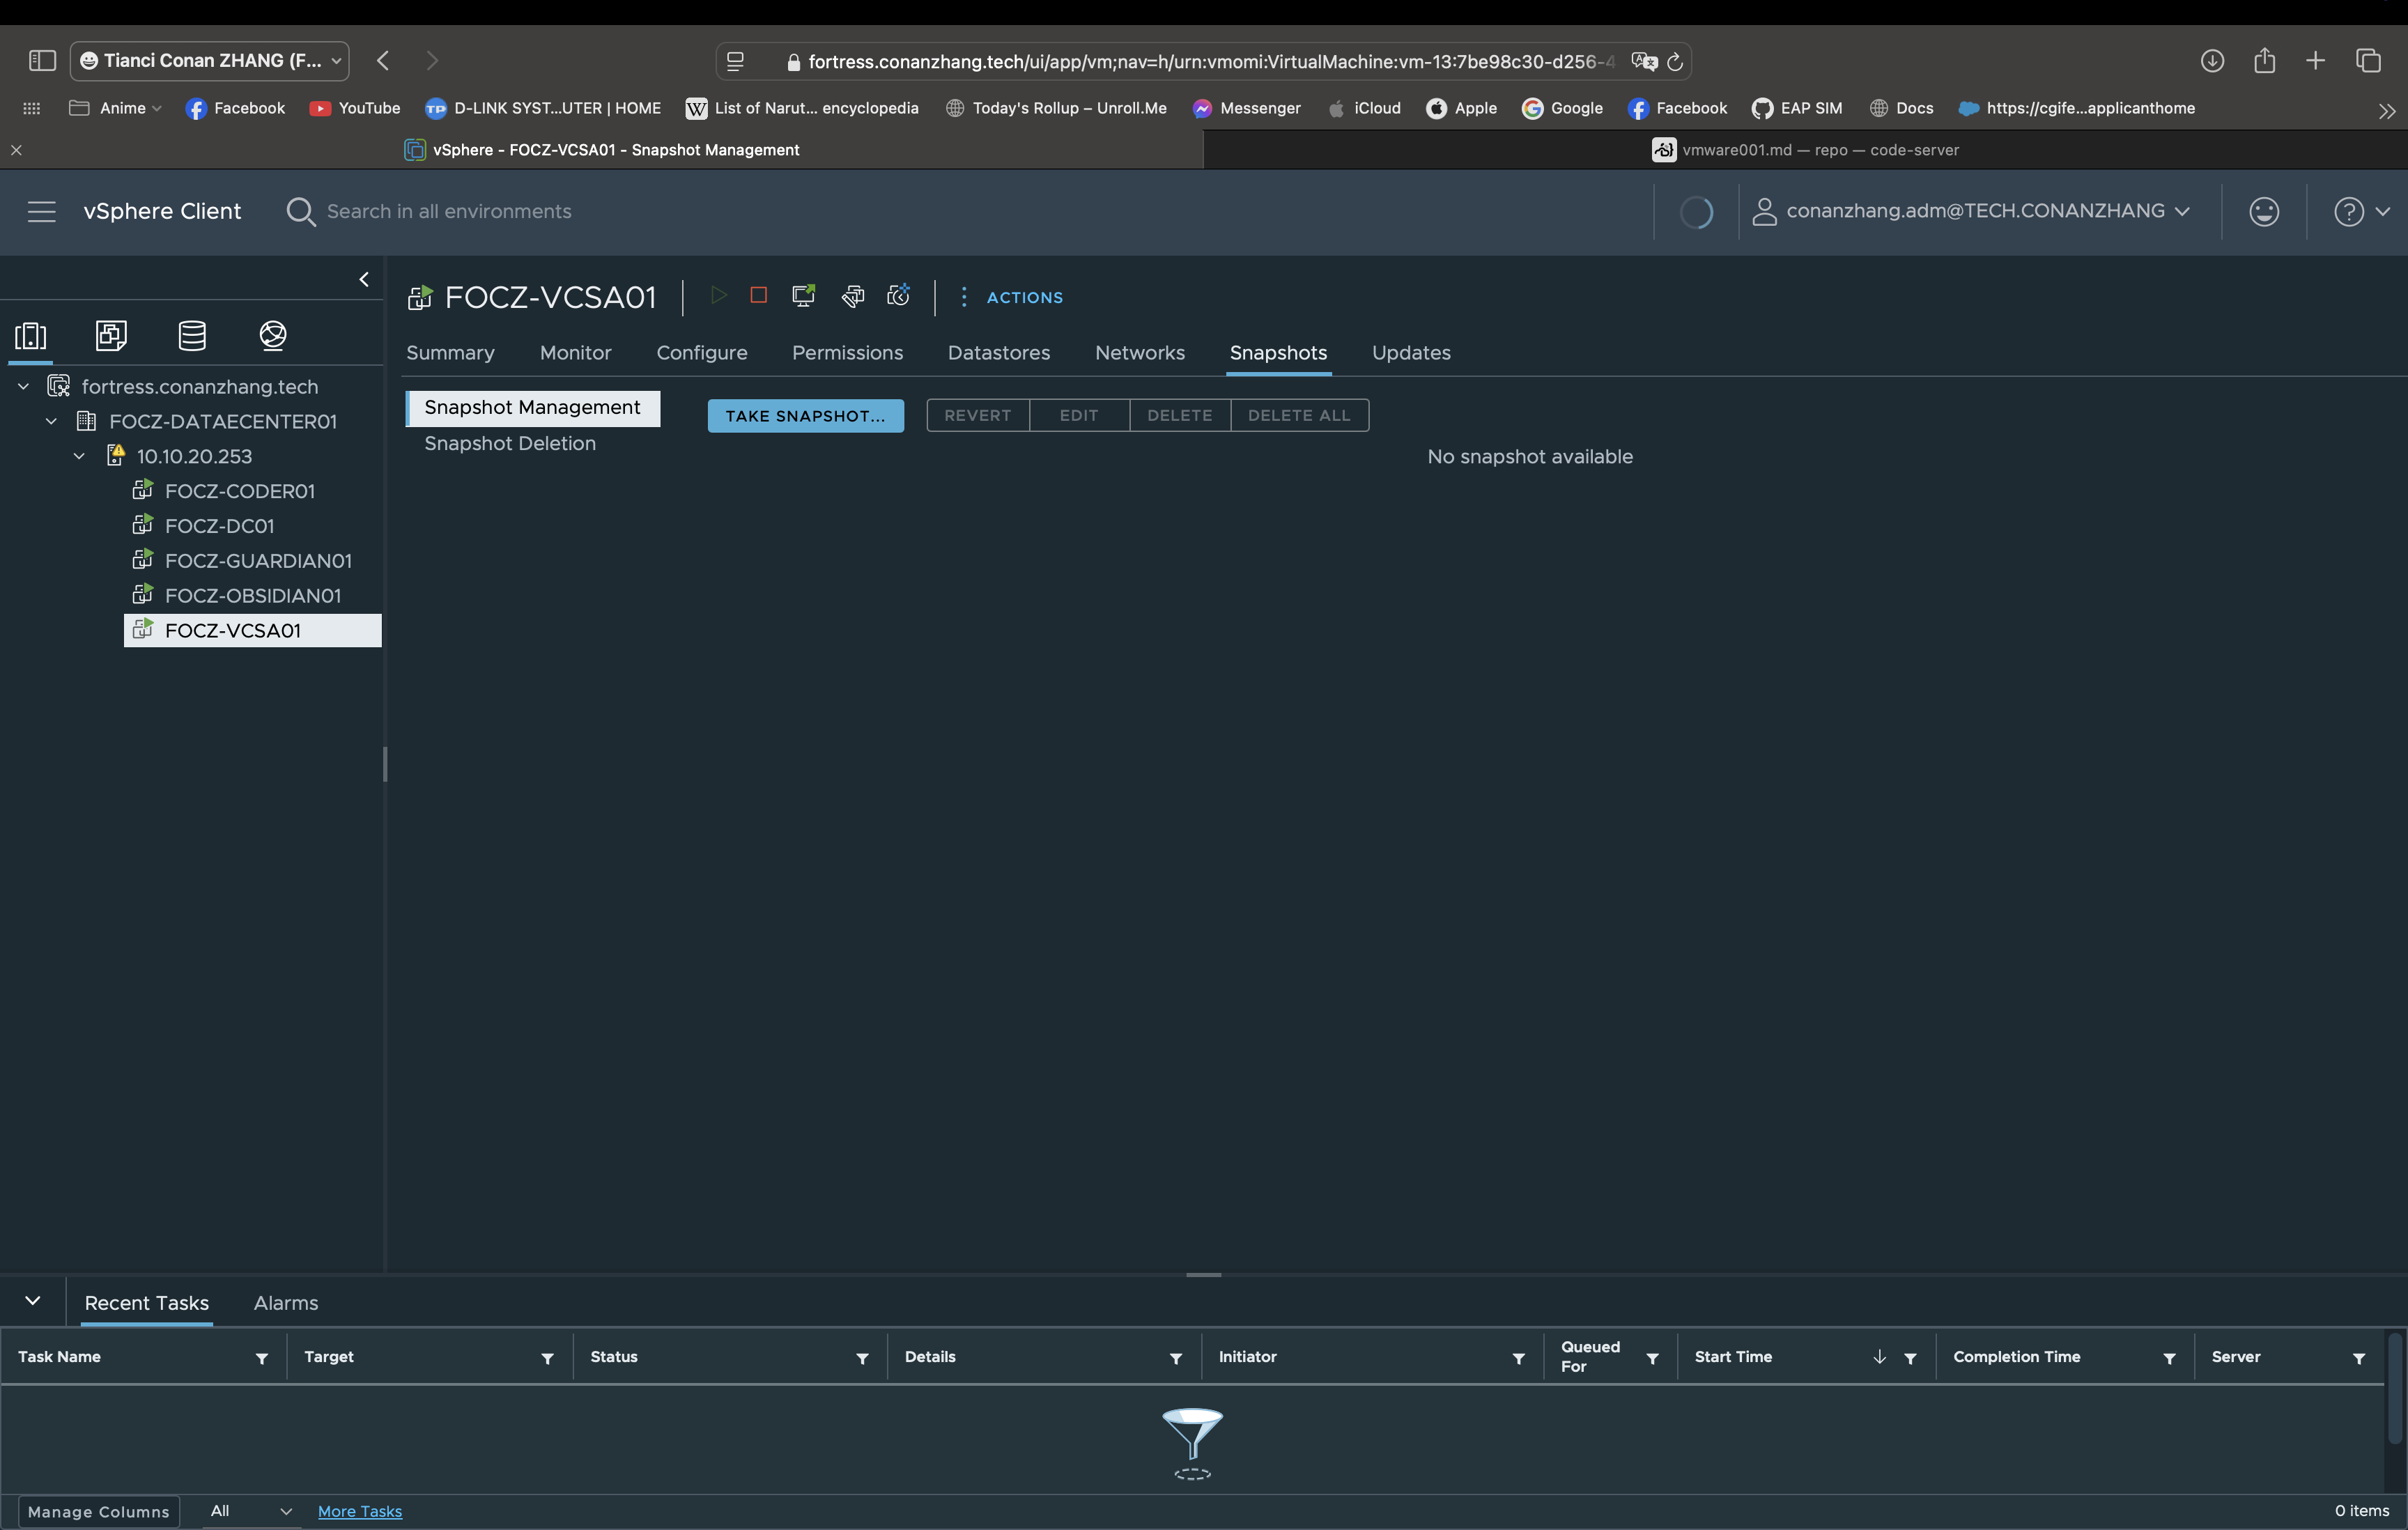 Tianci Conan ZHANG (F...
fortress.conanzhang.tech/ui/app/vm;nav=h/urn:vmomi:VirtualMachine:vm-13:7be98c30-d256-4
Anime
Facebook
YouTube
D-LINK SYST...UTER | HOME
List of Narut... encyclopedia
Today's Rollup – Unroll.Me
Messenger
iCloud
Apple
Google
Facebook
EAP SIM
Docs
https://cgife...applicanthome
vSphere - FOCZ-VCSA01 - Snapshot Management
vmware001.md — repo — code-server
vSphere Client
Search in all environments
conanzhang.adm@TECH.CONANZHANG
FOCZ-VCSA01
ACTIONS
Summary
Monitor
Configure
Permissions
Datastores
Networks
Snapshots
Updates
fortress.conanzhang.tech
FOCZ-DATAECENTER01
10.10.20.253
FOCZ-CODER01
FOCZ-DC01
FOCZ-GUARDIAN01
FOCZ-OBSIDIAN01
FOCZ-VCSA01
Snapshot Management
Snapshot Deletion
TAKE SNAPSHOT...
REVERT
EDIT
DELETE
DELETE ALL
No snapshot available
Recent Tasks
Alarms
Task Name
Target
Status
Details
Initiator
Queued
For
Start Time
Completion Time
Server
Manage Columns
All
More Tasks
0 items